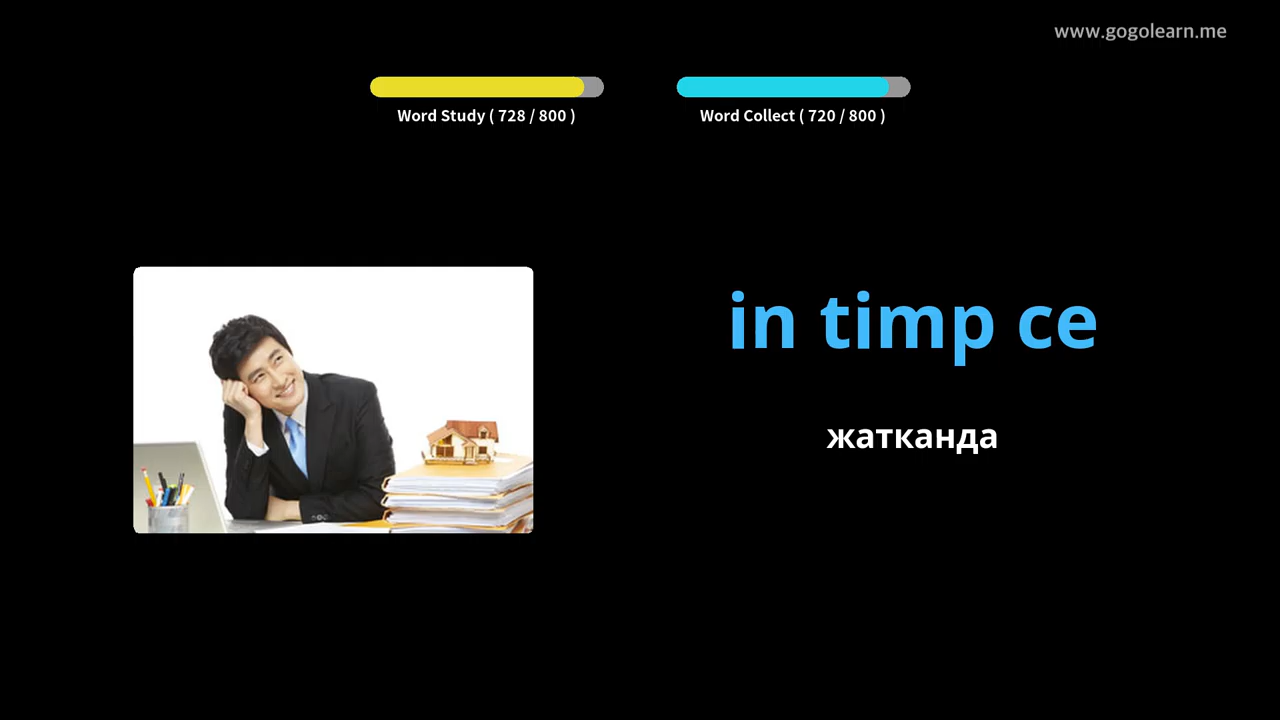 www.gogolearn.me
Word Study ( 728 / 800 )
Word Collect ( 720 / 800 )
in timp ce
жатканда